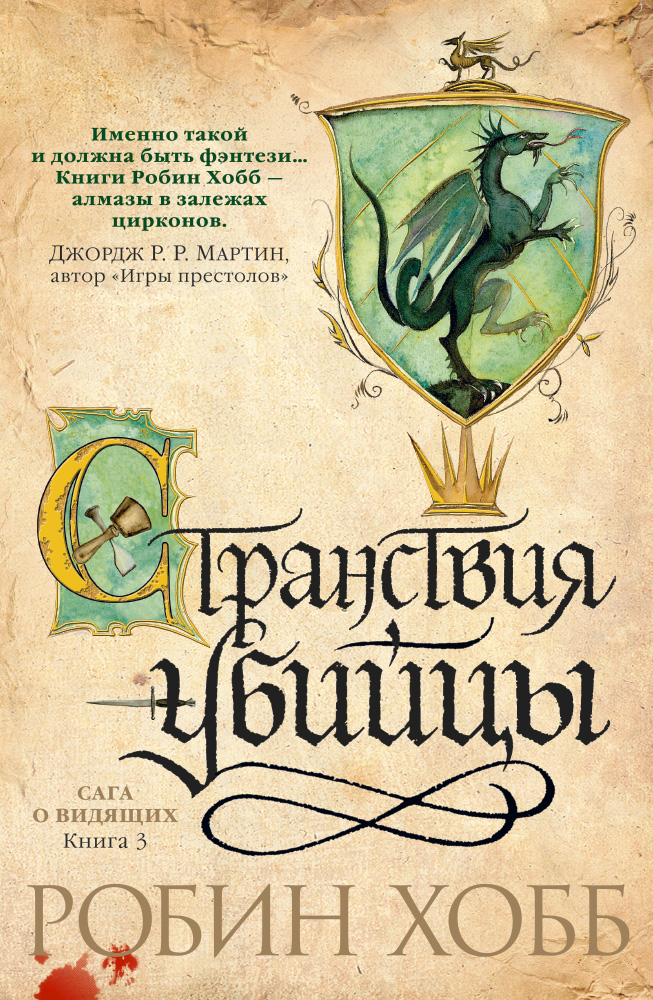 Именно такой
и должна быть фэнтези...
Книги Робин Хобб —
алмазы в залежах
цирконов.
Джордж Р. Р. Мартин,
автор «Игры престолов»
Странствия
убийцы
САГА
О ВИДЯЩИХ
Книга 3
РОБИН ХОББ